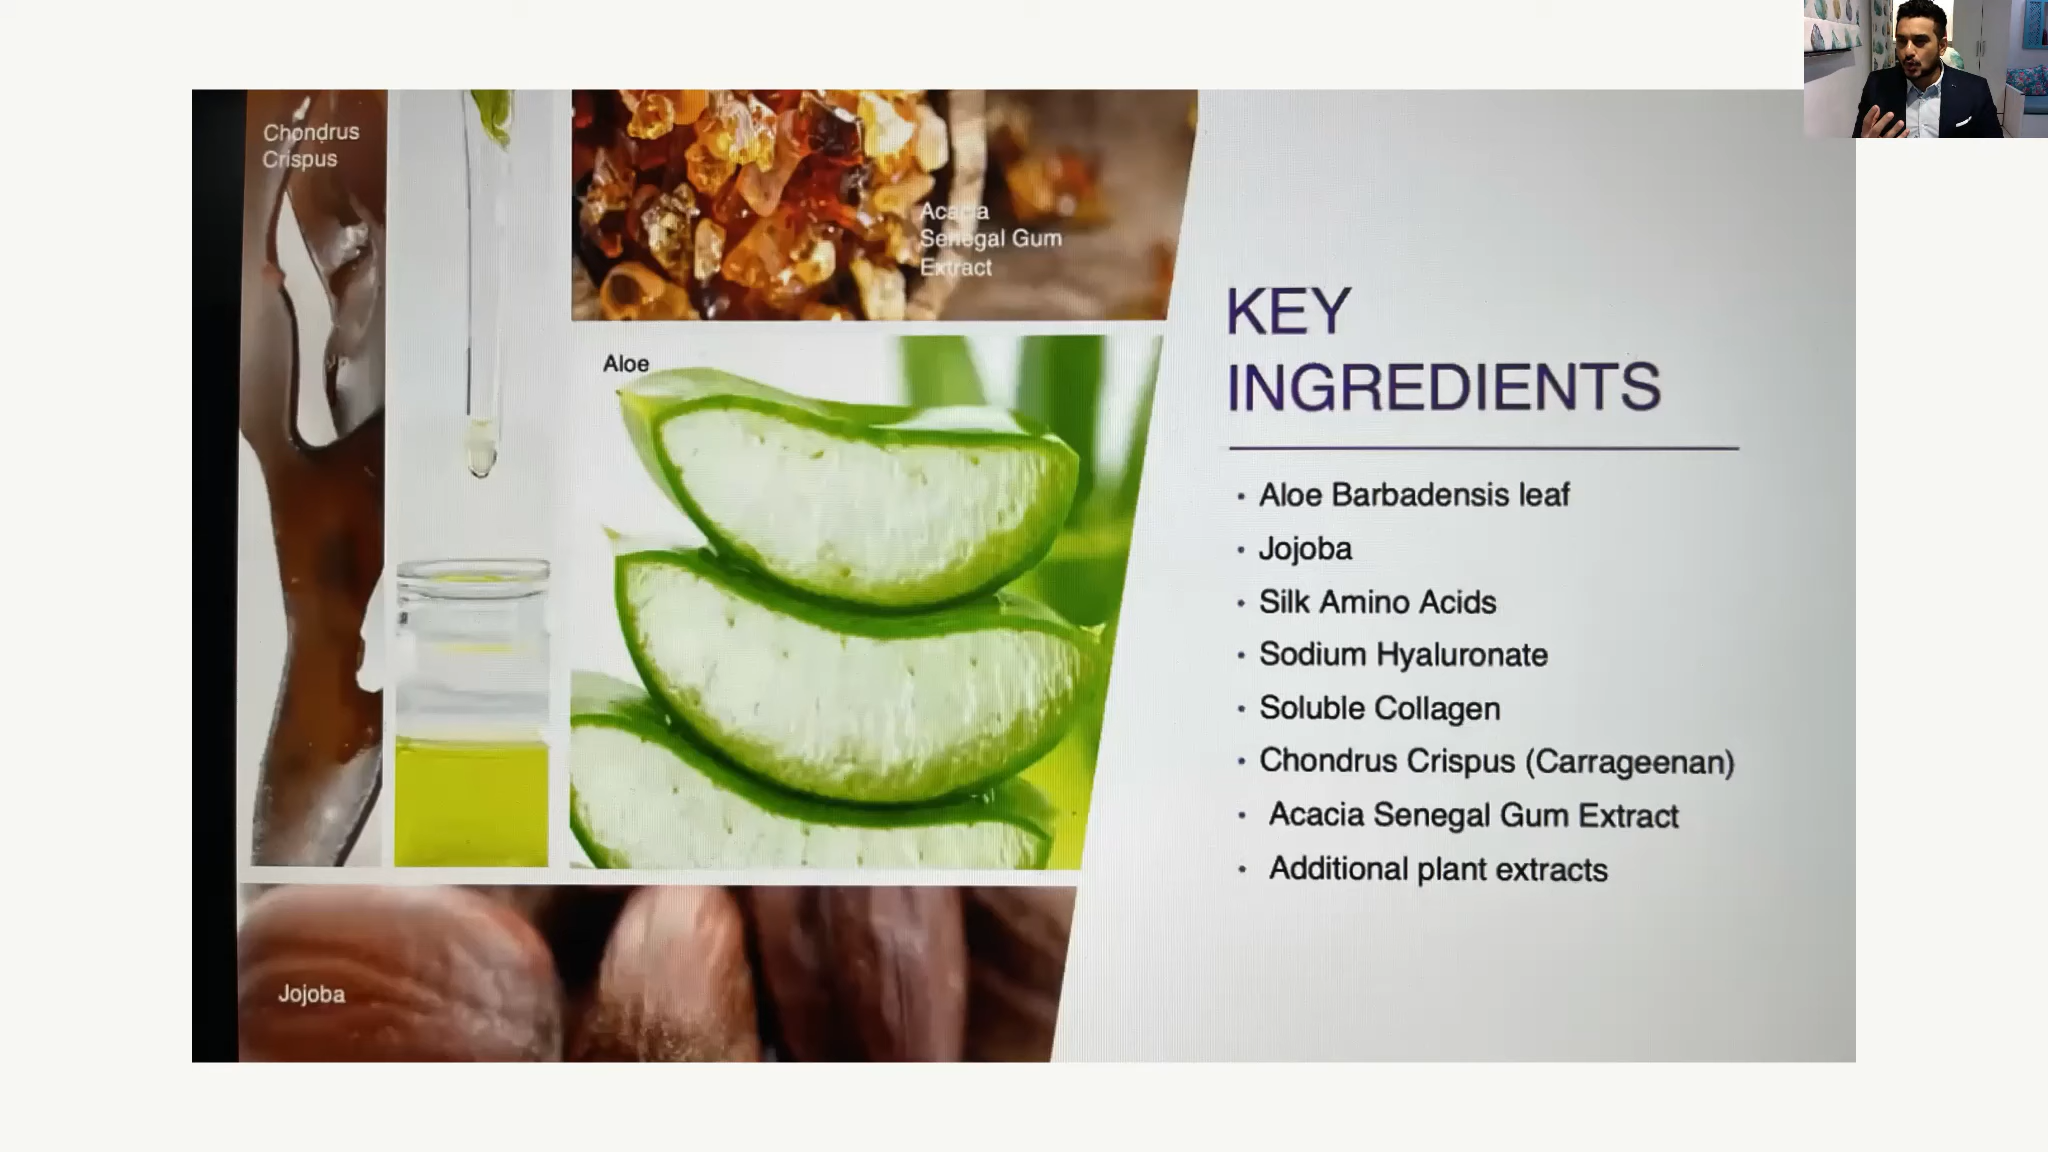 Chondrus
Crispus
Acacia
Senegal Gum
Extract
Aloe
Jojoba
KEY
INGREDIENTS
• Aloe Barbadensis leaf
• Jojoba
• Silk Amino Acids
• Sodium Hyaluronate
• Soluble Collagen
• Chondrus Crispus (Carrageenan)
• Acacia Senegal Gum Extract
• Additional plant extracts